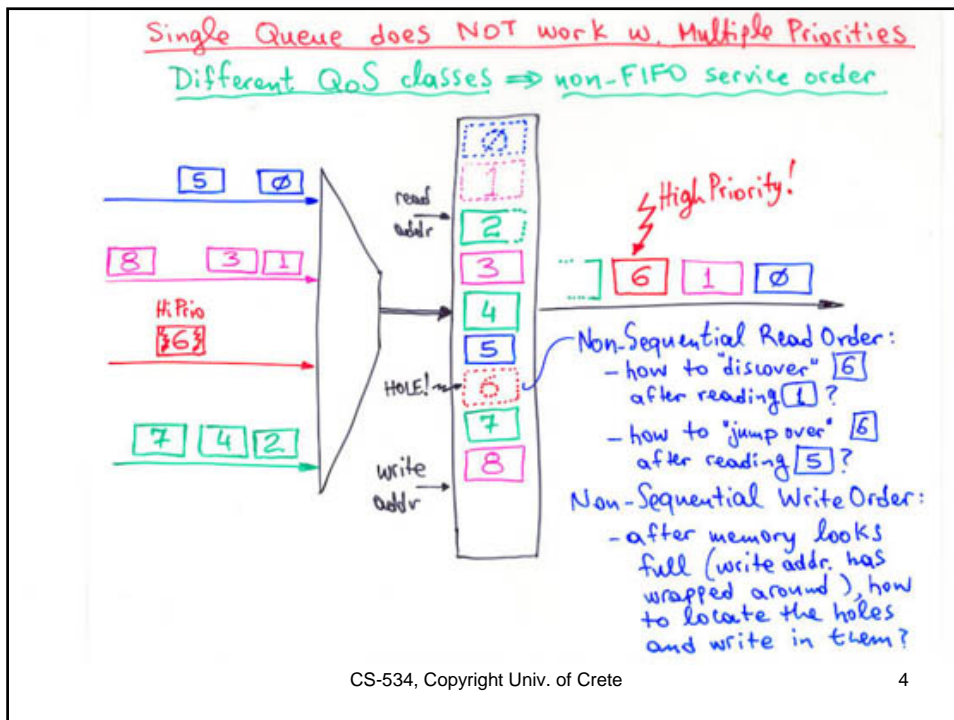 Single Queue does NOT work w. Multiple Priorities
Different QoS classes ⇒ non-FIFO service order
5 Ø
8 3 1
HiPrio
6
7 4 2
read
addr
HOLE!
write
addr
Ø
1
2
3
4
5
6
7
8
High Priority!
6 1 Ø
Non-Sequential Read Order:
- how to "discover" 6
after reading 1 ?
- how to "jump over" 6
after reading 5 ?
Non-Sequential Write Order:
- after memory looks
full (write addr. has
wrapped around), how
to locate the holes
and write in them?
CS-534, Copyright Univ. of Crete
4